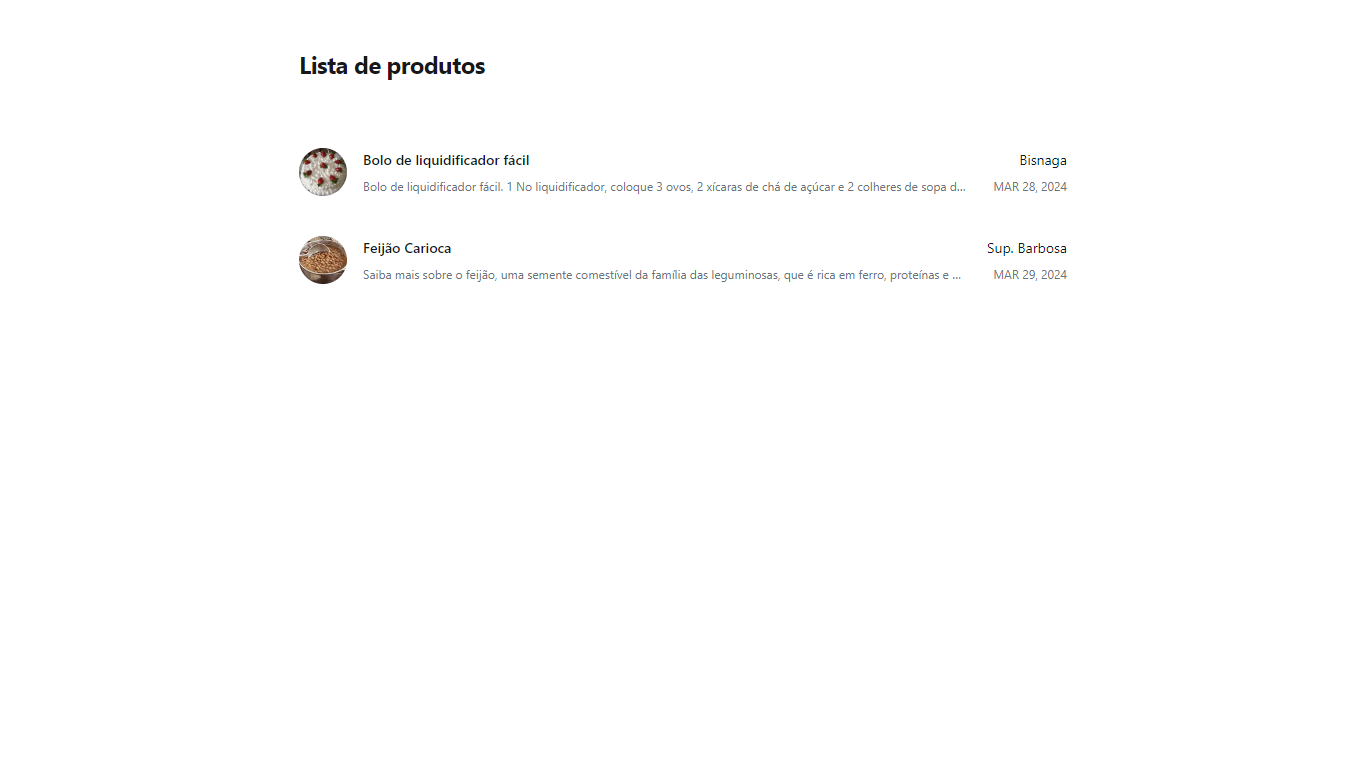 Lista de produtos
Bolo de liquidificador fácil
Bisnaga
Bolo de liquidificador fácil. 1 No liquidificador, coloque 3 ovos, 2 xícaras de chá de açúcar e 2 colheres de sopa d...
MAR 28, 2024
Feijão Carioca
Sup. Barbosa
Saiba mais sobre o feijão, uma semente comestível da família das leguminosas, que é rica em ferro, proteínas e ...
MAR 29, 2024